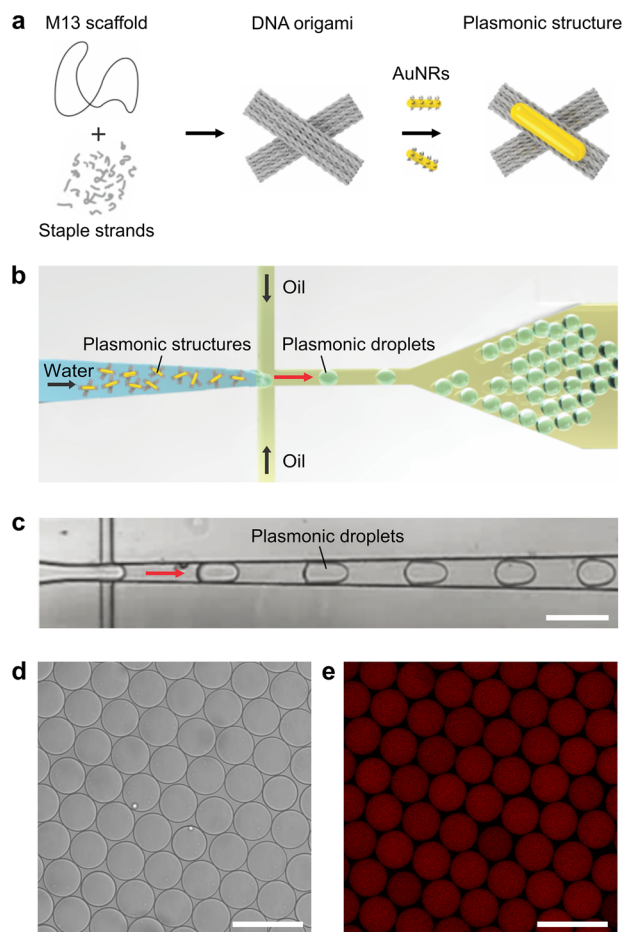 a
M13 scaffold
DNA origami
Plasmonic structure
AuNRs
+
Staple strands
b
Oil
Plasmonic structures
Plasmonic droplets
Water
Oil
c
Plasmonic droplets
d
e